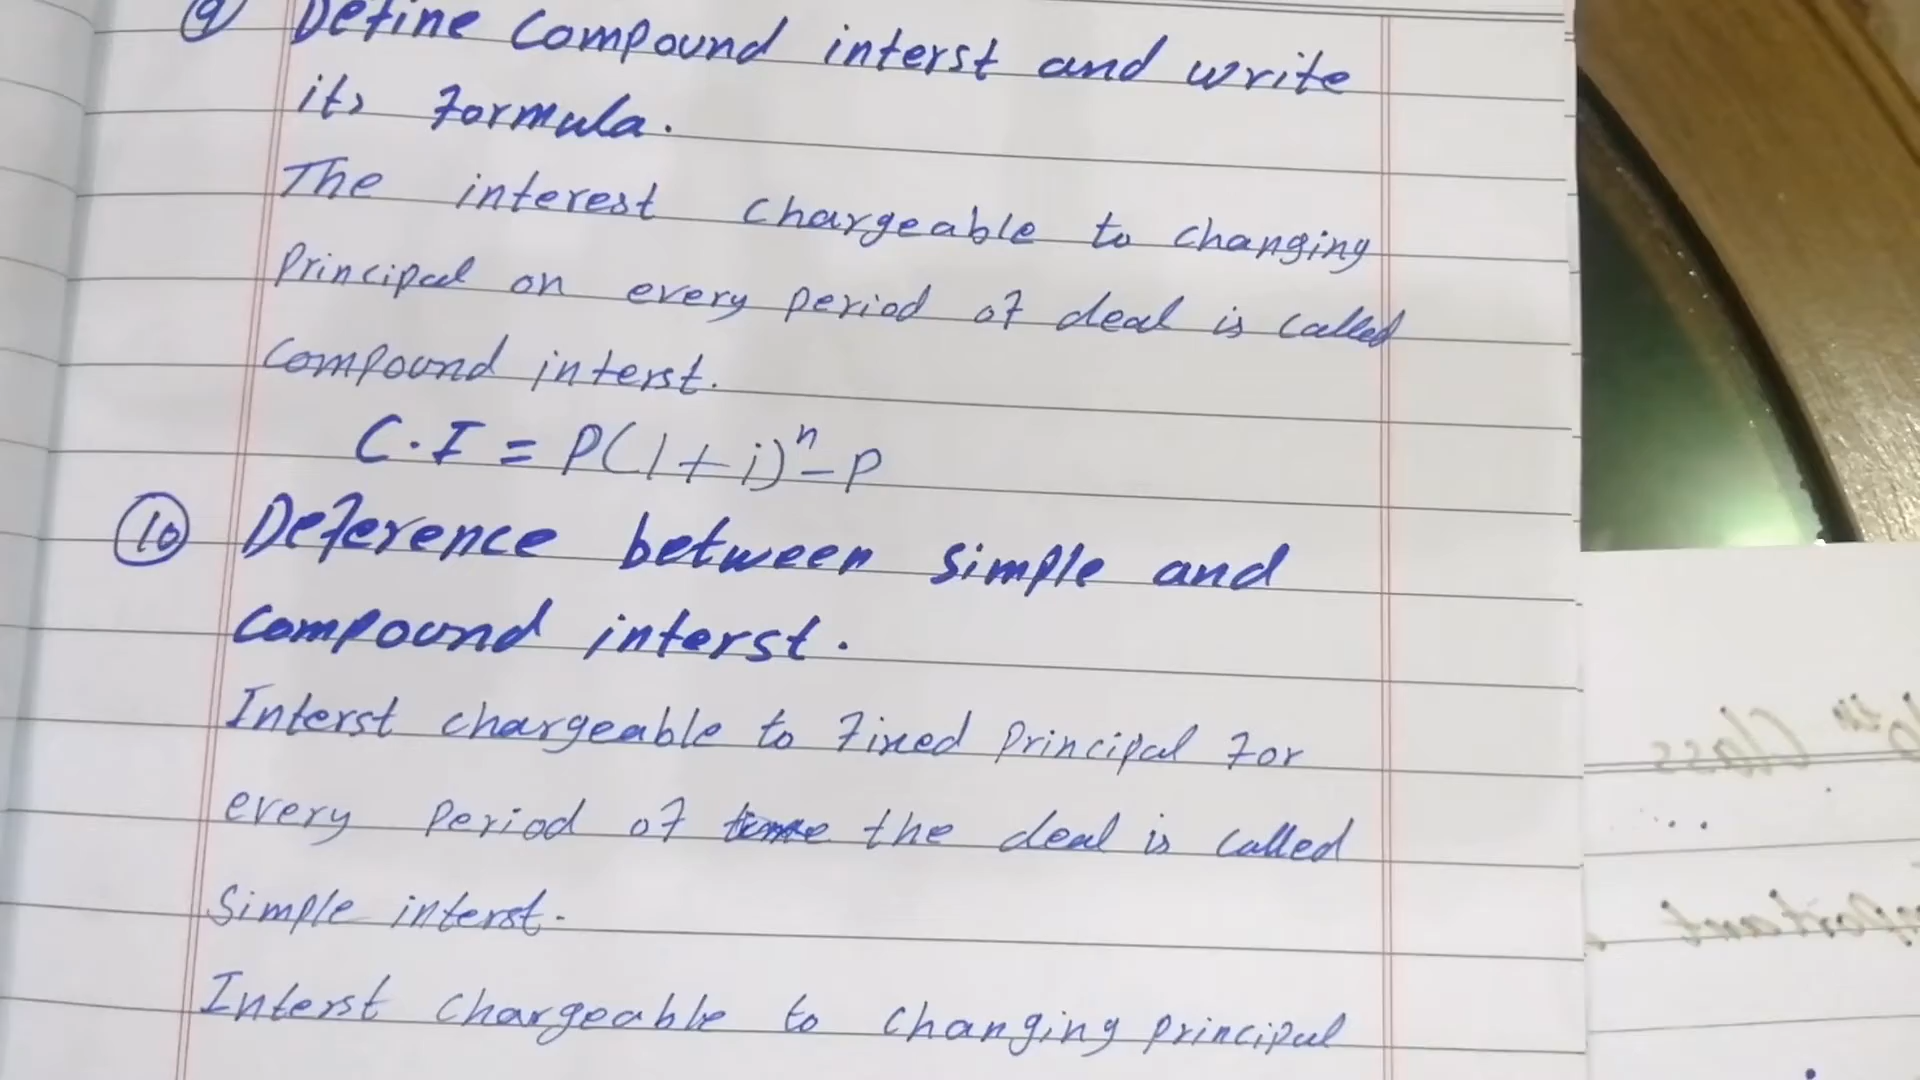 9 Define Compound interst and write
its formula.
The interest chargeable to changing
Principal on every period of deal is called
compound interst.
C.I = P(1+i)ⁿ-P
10 Deference between simple and
compound interst.
Interst chargeable to fixed principal for
every period of time the deal is called
Simple interst.
Interst chargeable to changing principal
Class